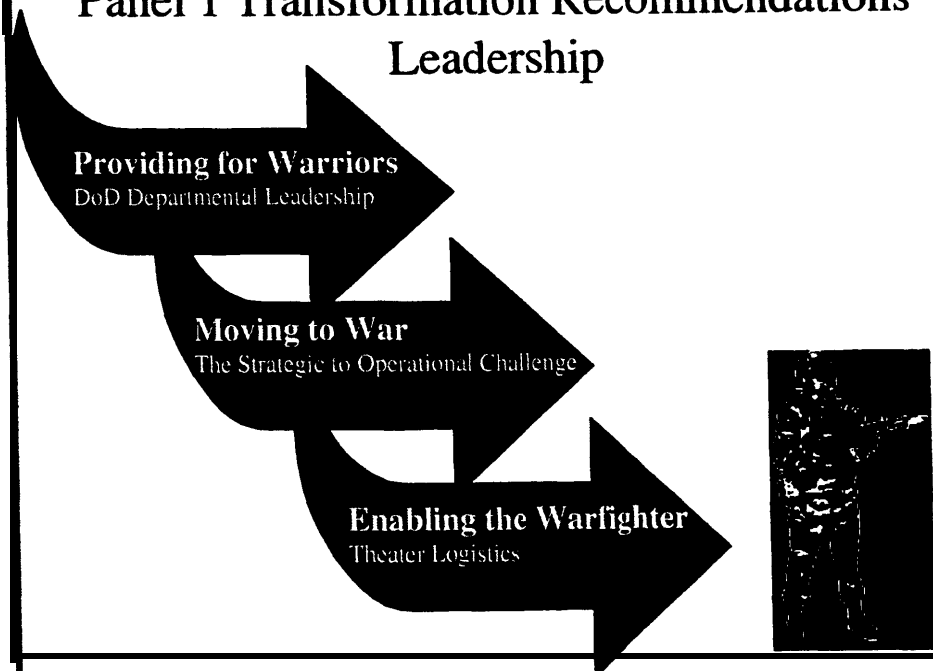 Panel 1 Transformation Recommendations
Leadership
Providing for Warriors
DoD Departmental Leadership
Moving to War
The Strategic to Operational Challenge
Enabling the Warfighter
Theater Logistics